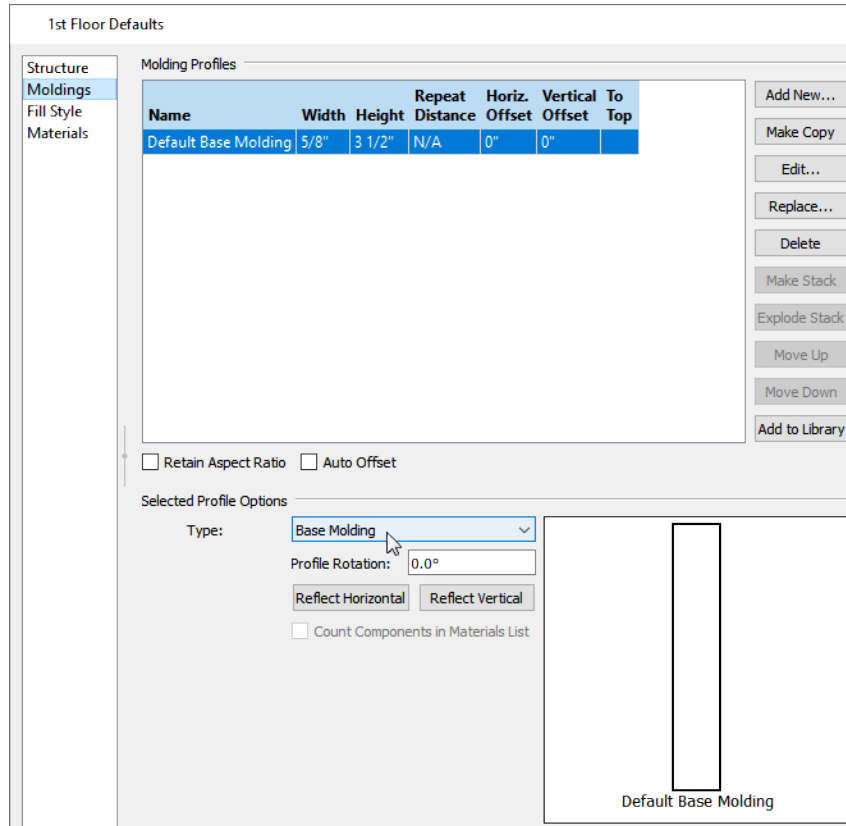 1st Floor Defaults
Structure
Moldings
Fill Style
Materials
Molding Profiles
Name Width Height Repeat Distance Horiz. Offset Vertical Offset To Top
Default Base Molding 5/8" 3 1/2" N/A 0" 0"
Add New...
Make Copy
Edit...
Replace...
Delete
Make Stack
Explode Stack
Move Up
Move Down
Add to Library
Retain Aspect Ratio Auto Offset
Selected Profile Options
Type: Base Molding
Profile Rotation: 0.0°
Reflect Horizontal Reflect Vertical
Count Components in Materials List
Default Base Molding